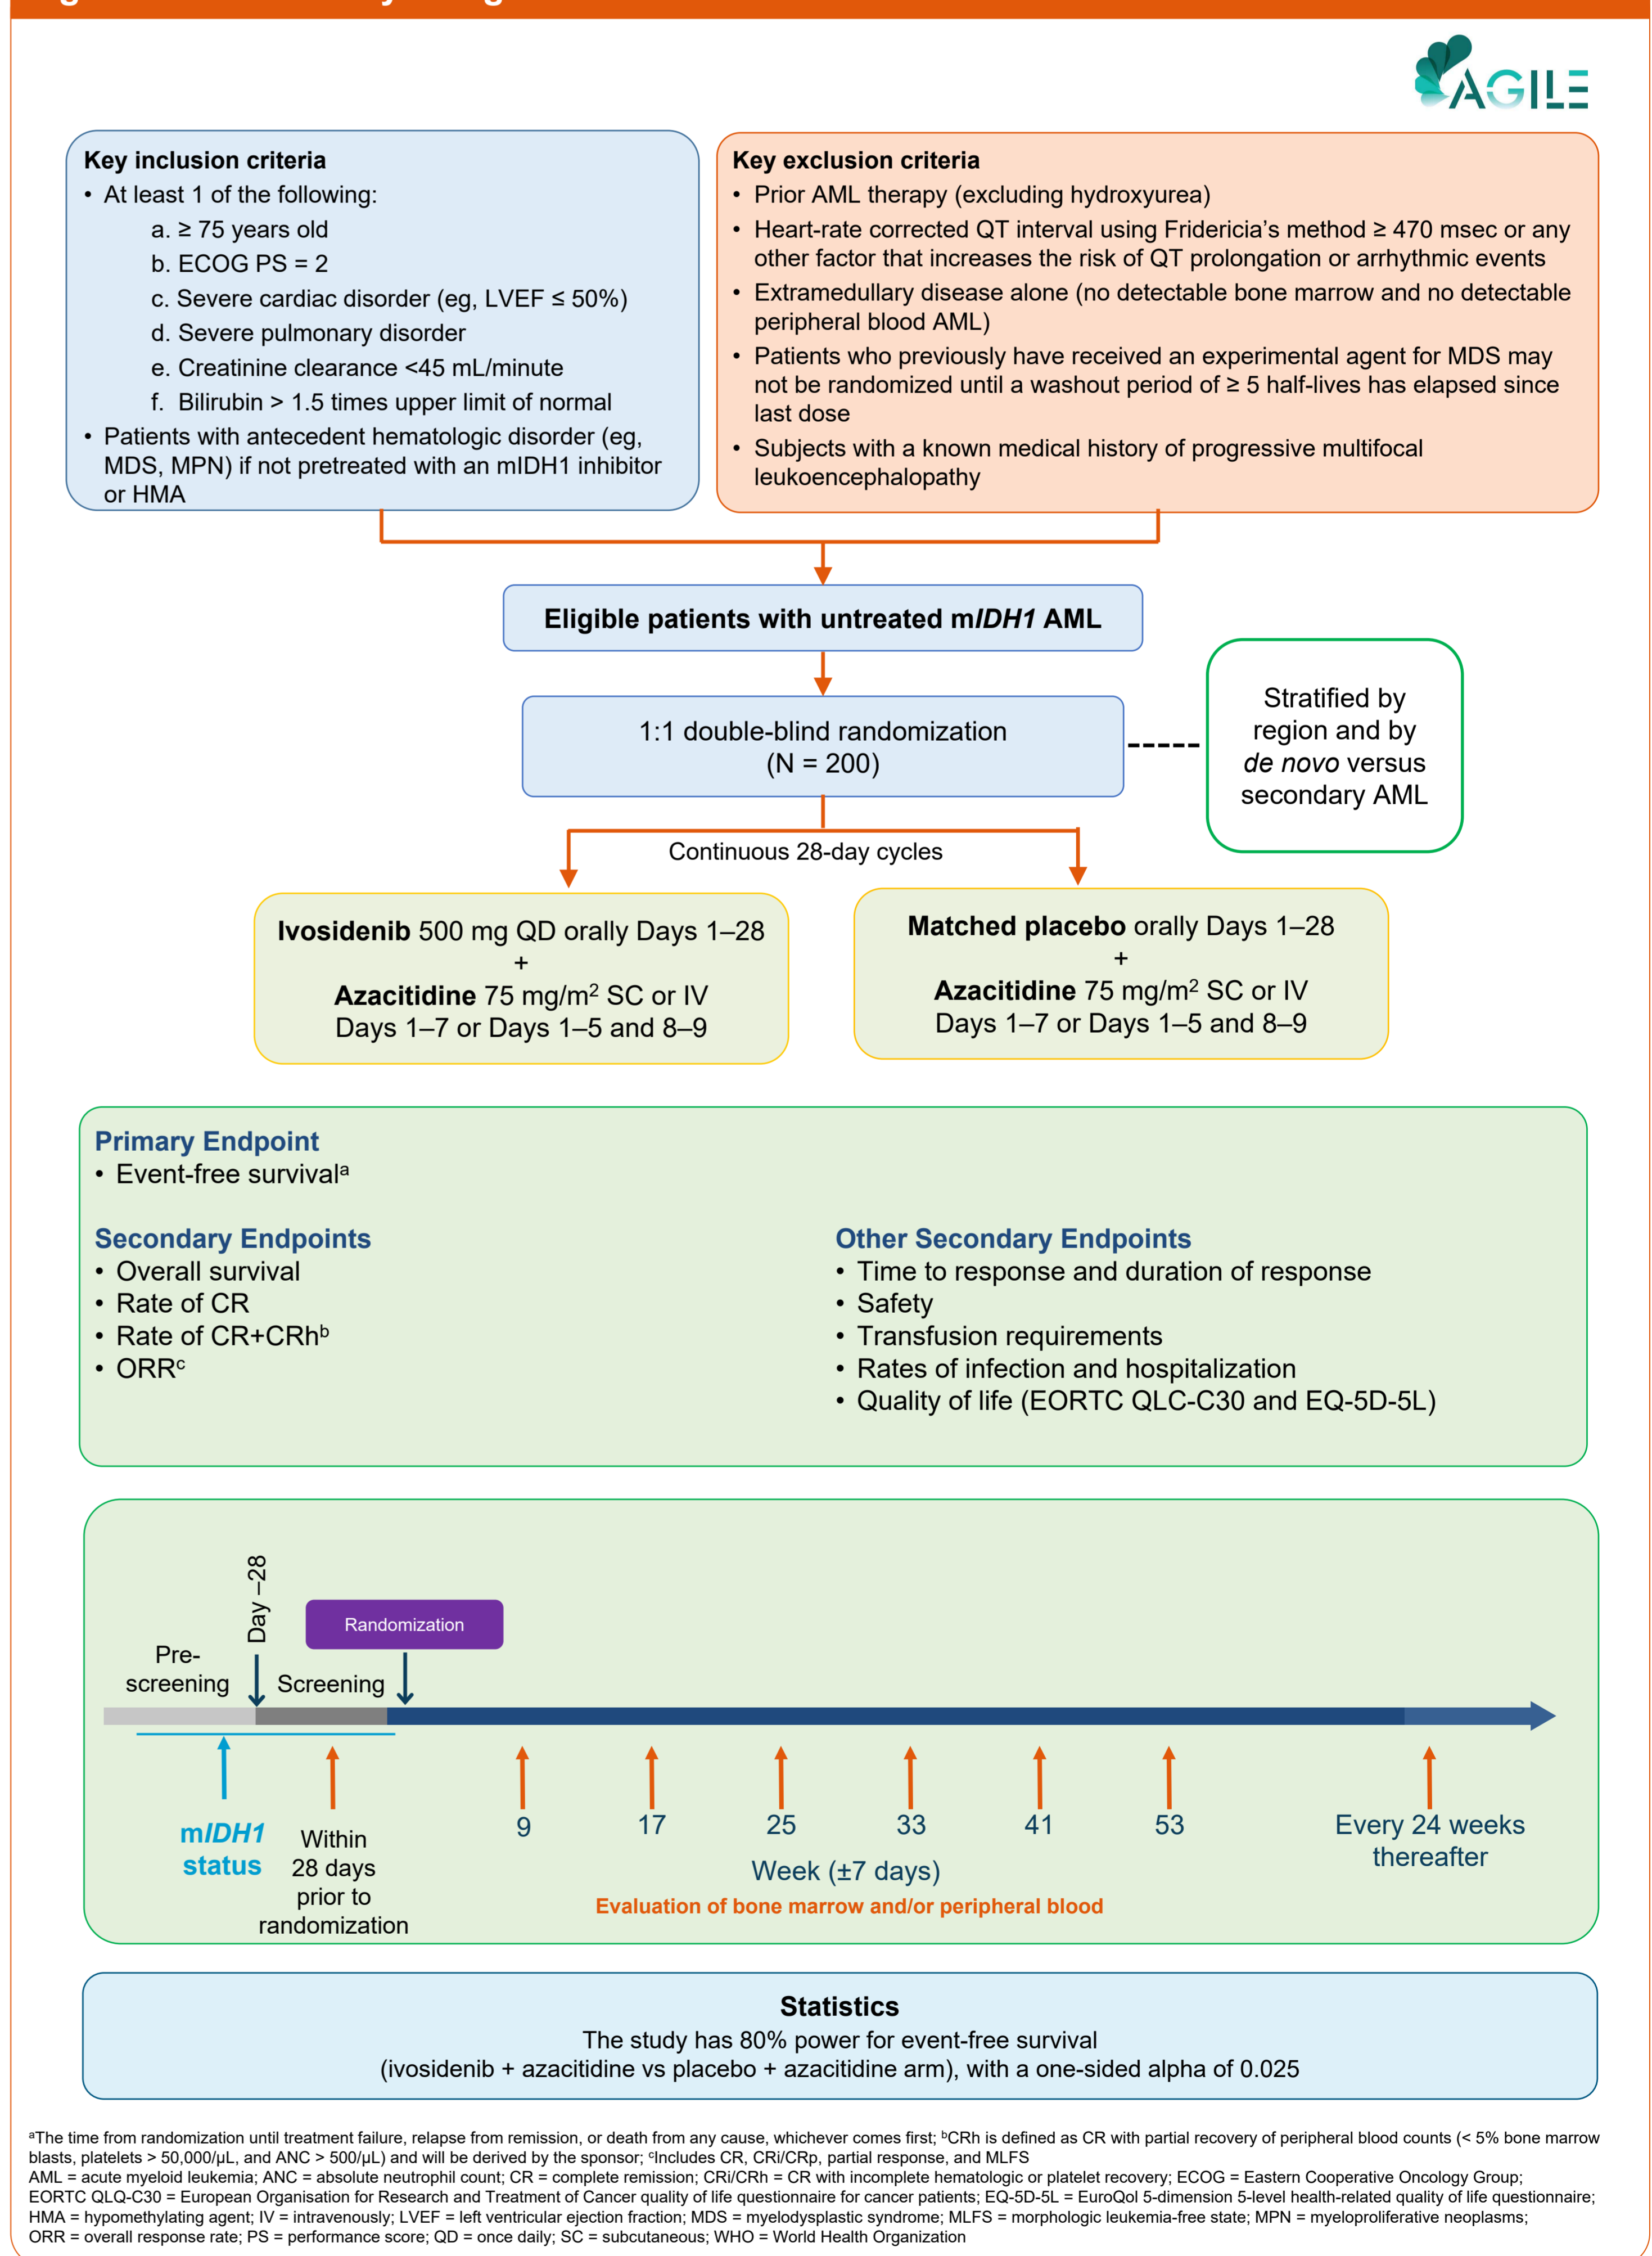 AGILE
Key inclusion criteria
• At least 1 of the following:
a. ≥ 75 years old
b. ECOG PS = 2
c. Severe cardiac disorder (eg, LVEF ≤ 50%)
d. Severe pulmonary disorder
e. Creatinine clearance <45 mL/minute
f. Bilirubin > 1.5 times upper limit of normal
• Patients with antecedent hematologic disorder (eg,
MDS, MPN) if not pretreated with an mIDH1 inhibitor
or HMA
Key exclusion criteria
• Prior AML therapy (excluding hydroxyurea)
• Heart-rate corrected QT interval using Fridericia's method ≥ 470 msec or any
other factor that increases the risk of QT prolongation or arrhythmic events
• Extramedullary disease alone (no detectable bone marrow and no detectable
peripheral blood AML)
• Patients who previously have received an experimental agent for MDS may
not be randomized until a washout period of ≥ 5 half-lives has elapsed since
last dose
• Subjects with a known medical history of progressive multifocal
leukoencephalopathy
Eligible patients with untreated mIDH1 AML
1:1 double-blind randomization
(N = 200)
Stratified by
region and by
de novo versus
secondary AML
Continuous 28-day cycles
Ivosidenib 500 mg QD orally Days 1–28
+
Azacitidine 75 mg/m² SC or IV
Days 1–7 or Days 1–5 and 8–9
Matched placebo orally Days 1–28
+
Azacitidine 75 mg/m² SC or IV
Days 1–7 or Days 1–5 and 8–9
Primary Endpoint
• Event-free survivalᵃ
Secondary Endpoints
• Overall survival
• Rate of CR
• Rate of CR+CRhᵇ
• ORRᶜ
Other Secondary Endpoints
• Time to response and duration of response
• Safety
• Transfusion requirements
• Rates of infection and hospitalization
• Quality of life (EORTC QLC-C30 and EQ-5D-5L)
Day –28
Randomization
Pre-
screening
Screening
mIDH1
status
Within
28 days
prior to
randomization
9 17 25 33 41 53
Every 24 weeks
thereafter
Week (±7 days)
Evaluation of bone marrow and/or peripheral blood
Statistics
The study has 80% power for event-free survival
(ivosidenib + azacitidine vs placebo + azacitidine arm), with a one-sided alpha of 0.025
ᵃThe time from randomization until treatment failure, relapse from remission, or death from any cause, whichever comes first; ᵇCRh is defined as CR with partial recovery of peripheral blood counts (< 5% bone marrow
blasts, platelets > 50,000/µL, and ANC > 500/µL) and will be derived by the sponsor; ᶜIncludes CR, CRi/CRp, partial response, and MLFS
AML = acute myeloid leukemia; ANC = absolute neutrophil count; CR = complete remission; CRi/CRh = CR with incomplete hematologic or platelet recovery; ECOG = Eastern Cooperative Oncology Group;
EORTC QLQ-C30 = European Organisation for Research and Treatment of Cancer quality of life questionnaire for cancer patients; EQ-5D-5L = EuroQol 5-dimension 5-level health-related quality of life questionnaire;
HMA = hypomethylating agent; IV = intravenously; LVEF = left ventricular ejection fraction; MDS = myelodysplastic syndrome; MLFS = morphologic leukemia-free state; MPN = myeloproliferative neoplasms;
ORR = overall response rate; PS = performance score; QD = once daily; SC = subcutaneous; WHO = World Health Organization